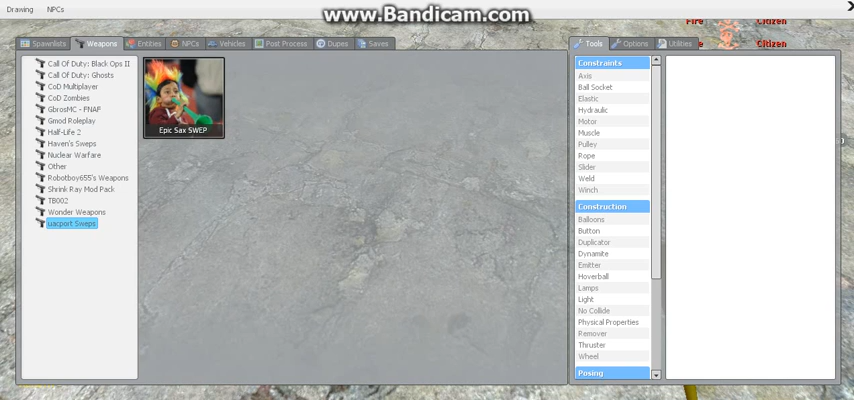 Drawing NPCs
www.Bandicam.com
Fire Citizen
Citizen
Spawnlists Weapons Entities NPCs Vehicles Post Process Dupes Saves
Tools Options Utilities
Call Of Duty: Black Ops II
Call Of Duty: Ghosts
CoD Multiplayer
CoD Zombies
GbrosMC - FNAF
Gmod Roleplay
Half-Life 2
Haven's Sweps
Nuclear Warfare
Other
Robotboy655's Weapons
Shrink Ray Mod Pack
TB002
Wonder Weapons
uacport Sweps
Epic Sax SWEP
Constraints
Axis
Ball Socket
Elastic
Hydraulic
Motor
Muscle
Pulley
Rope
Slider
Weld
Winch
Construction
Balloons
Button
Duplicator
Dynamite
Emitter
Hoverball
Lamps
Light
No Collide
Physical Properties
Remover
Thruster
Wheel
Posing